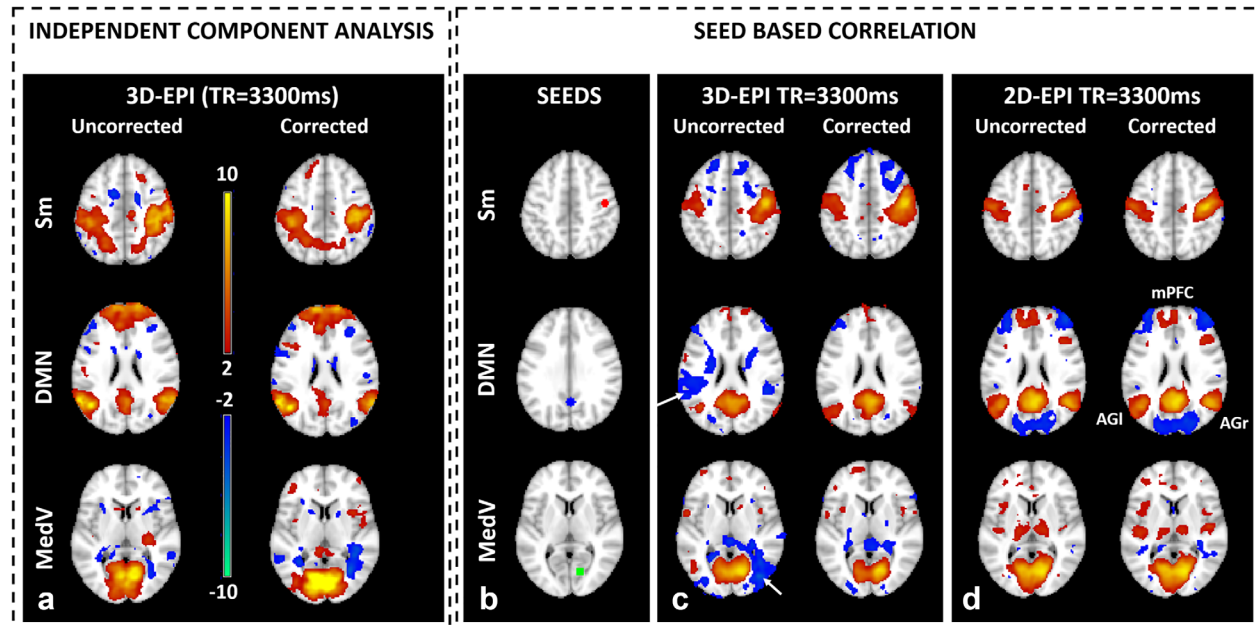 INDEPENDENT COMPONENT ANALYSIS
3D-EPI (TR=3300ms)
Uncorrected Corrected
Sm
10
2
DMN
-2
MedV
-10
a
SEED BASED CORRELATION
SEEDS
Sm
DMN
MedV
b
3D-EPI TR=3300ms
Uncorrected Corrected
c
2D-EPI TR=3300ms
Uncorrected Corrected
mPFC
AGl
AGr
d